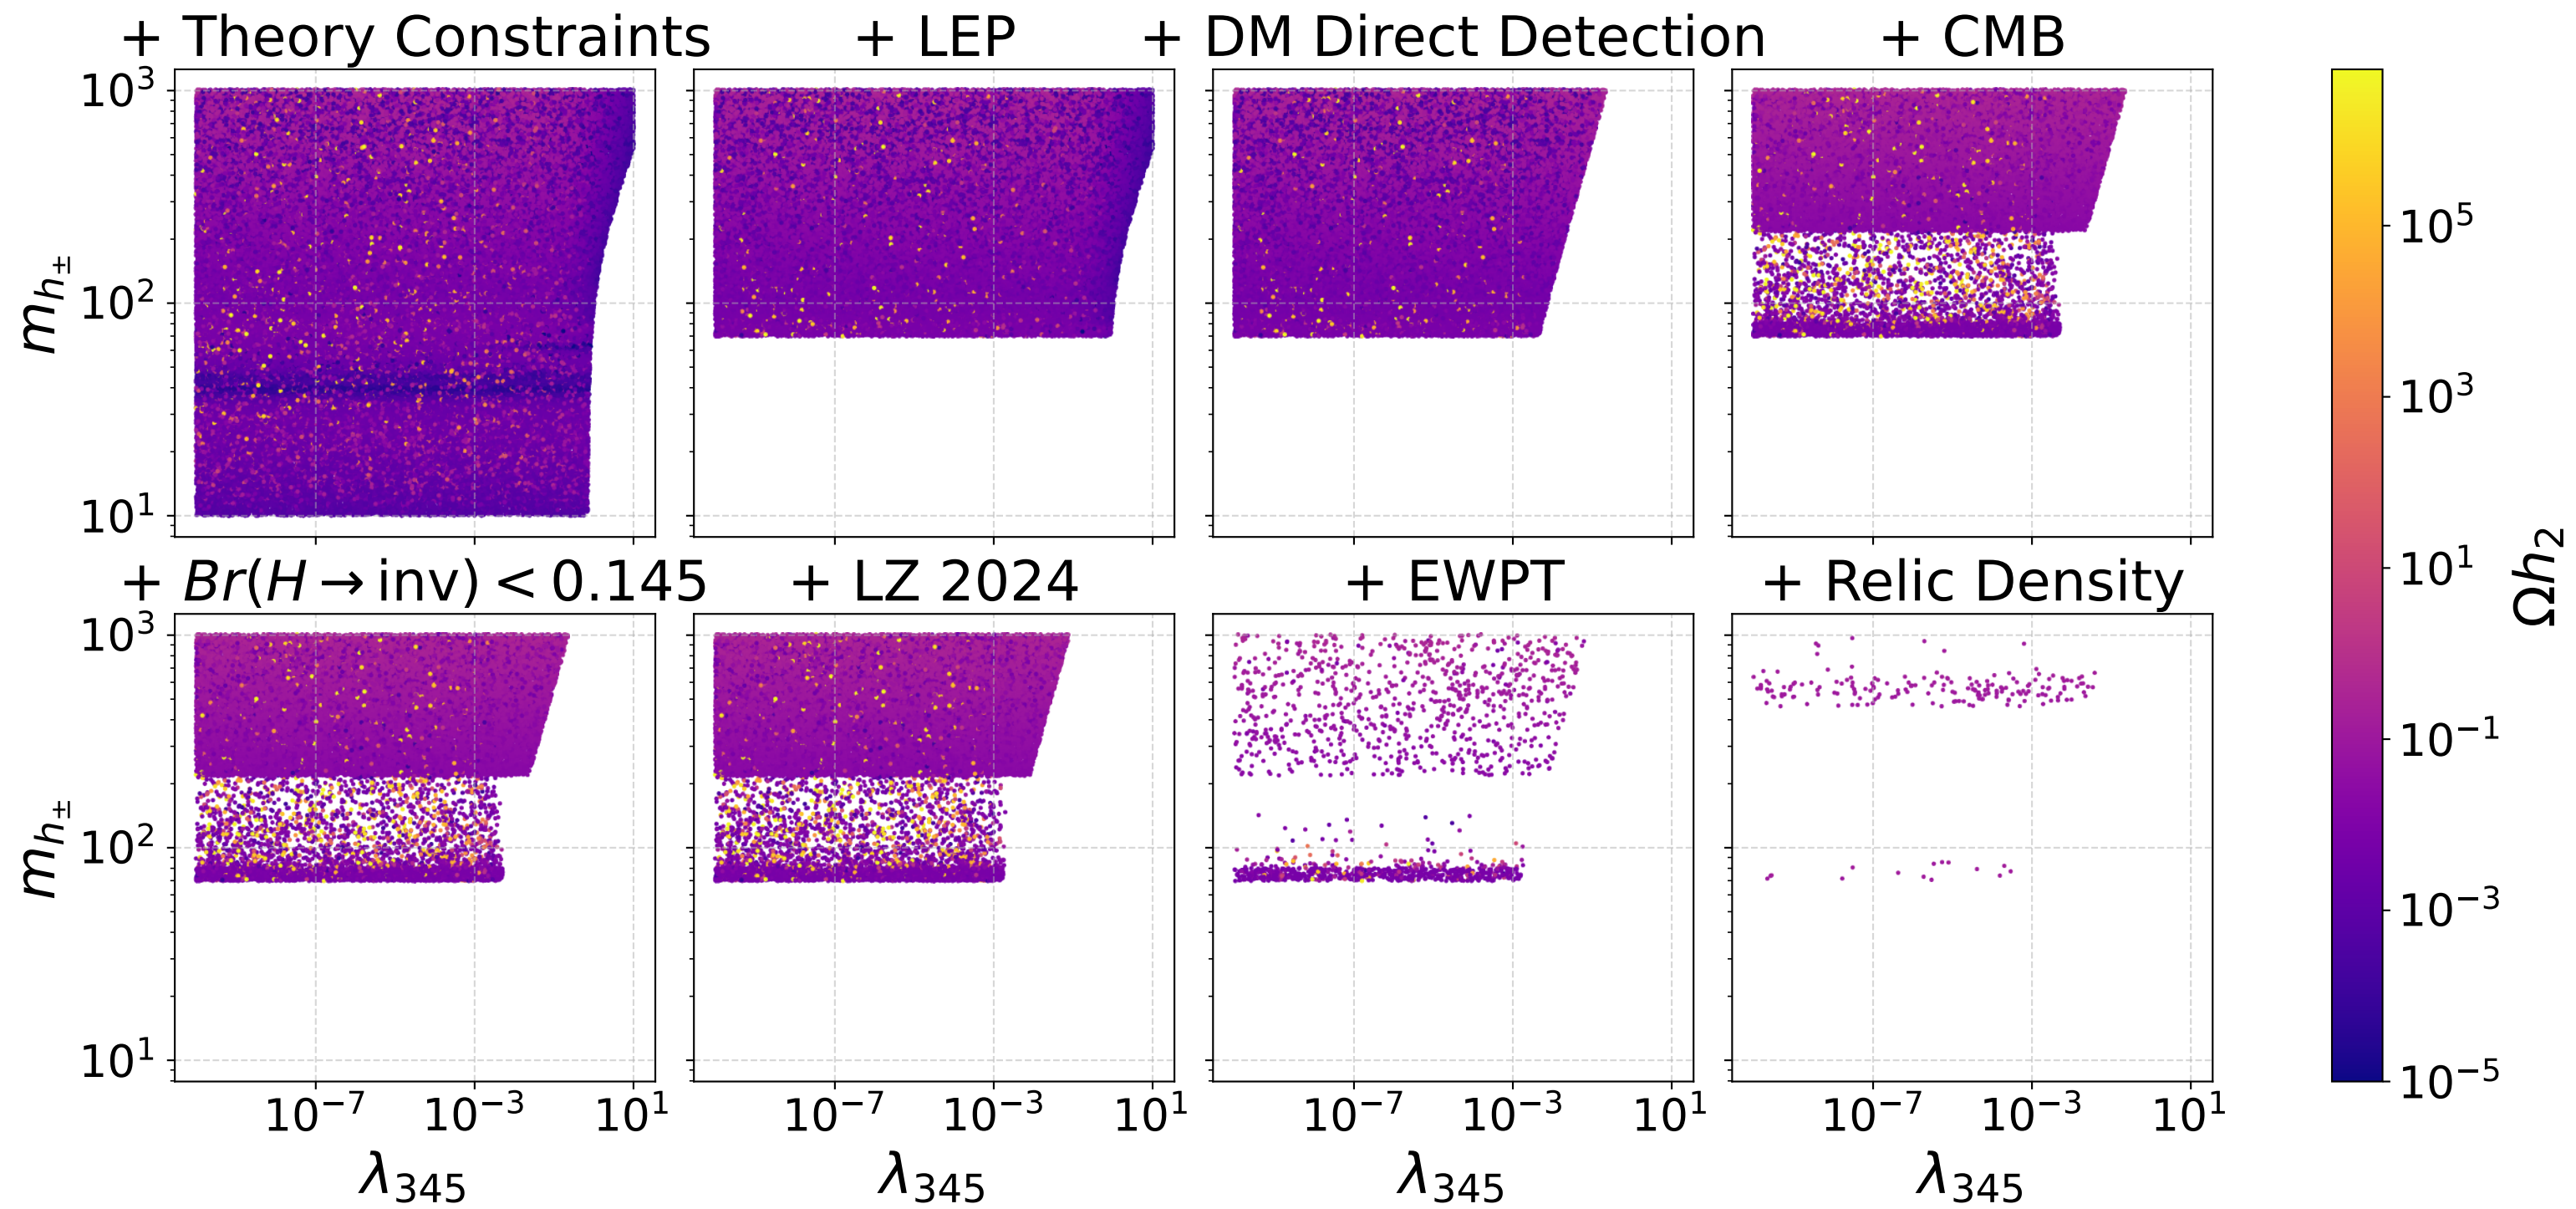 + Theory Constraints
+ LEP
+ DM Direct Detection
+ CMB
10³
10²
10¹
m_{h_±}
+ Br(H → inv) < 0.145
+ LZ 2024
+ EWPT
+ Relic Density
10³
10²
10¹
m_{h_±}
10⁻⁷ 10⁻³ 10¹
10⁻⁷ 10⁻³ 10¹
10⁻⁷ 10⁻³ 10¹
10⁻⁷ 10⁻³ 10¹
λ₃₄₅
λ₃₄₅
λ₃₄₅
λ₃₄₅
10⁵
10³
10¹
10⁻¹
10⁻³
10⁻⁵
Ωh₂